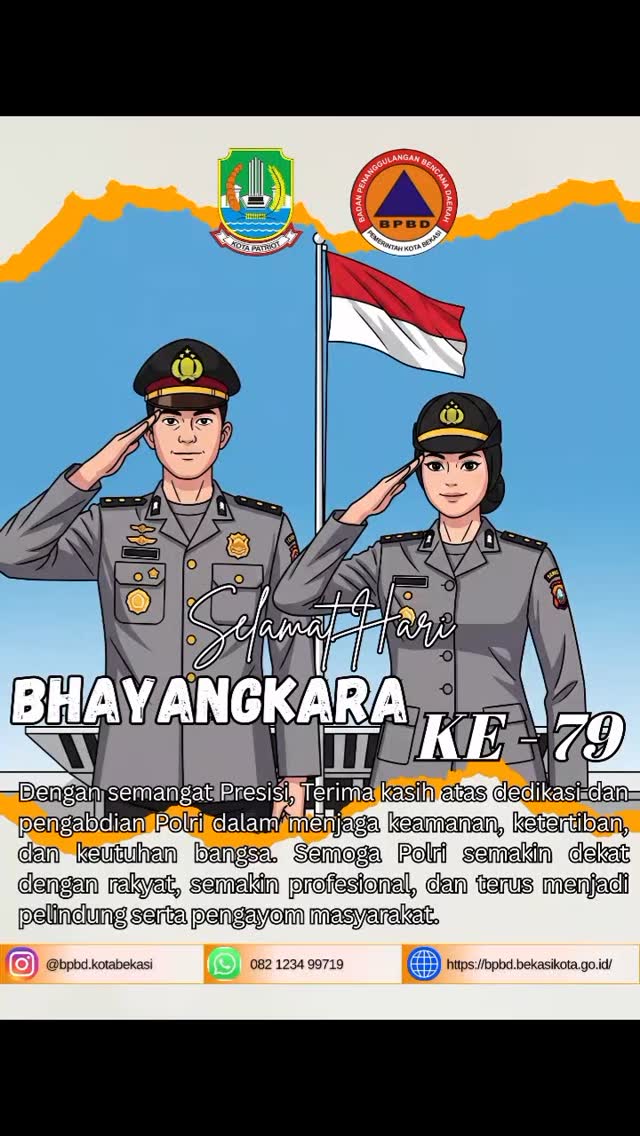 KOTA PATRIOT
BADAN PENANGGULANGAN BENCANA DAERAH
BPBD
PEMERINTAH KOTA BEKASI
Selamat Hari
BHAYANGKARA
KE - 79
Dengan semangat Presisi, Terima kasih atas dedikasi dan
pengabdian Polri dalam menjaga keamanan, ketertiban,
dan keutuhan bangsa. Semoga Polri semakin dekat
dengan rakyat, semakin profesional, dan terus menjadi
pelindung serta pengayom masyarakat.
@bpbd.kotabekasi
082 1234 99719
https://bpbd.bekasikota.go.id/